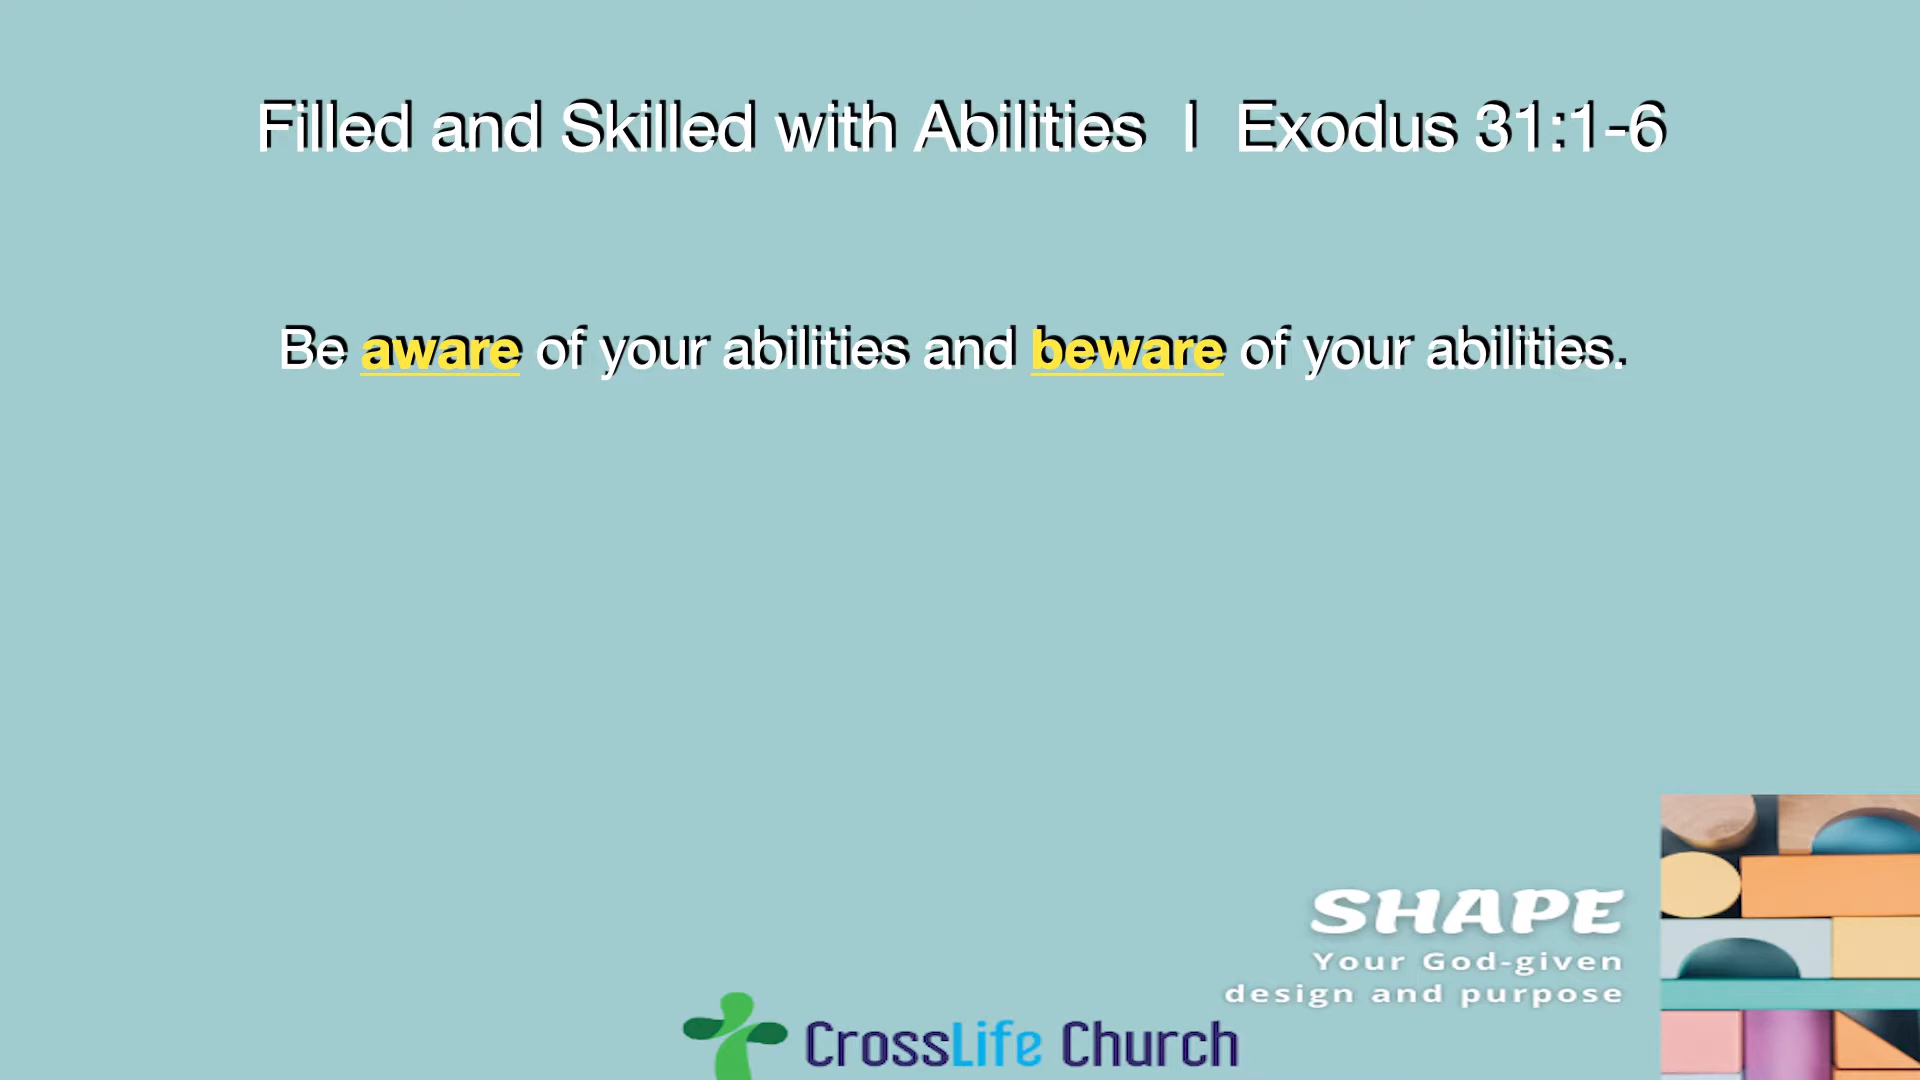 Filled and Skilled with Abilities | Exodus 31:1-6
Be aware of your abilities and beware of your abilities.
SHAPE
Your God-given
design and purpose
CrossLife Church